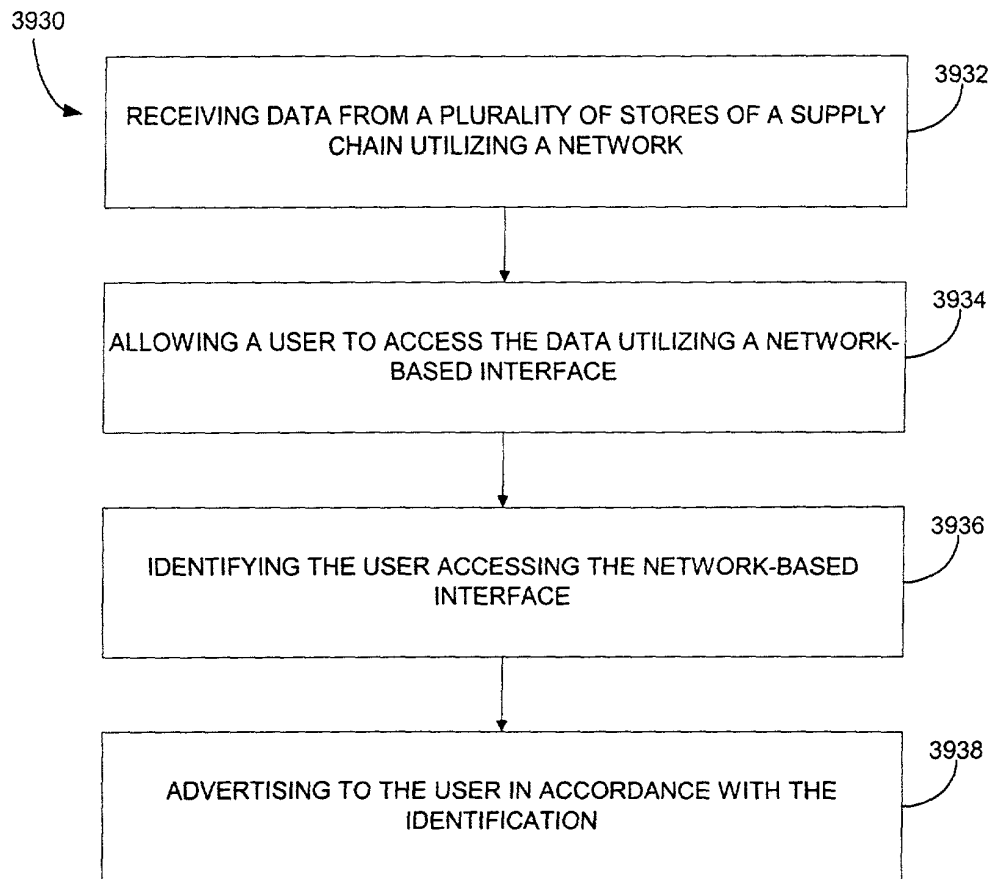 3930
3932
RECEIVING DATA FROM A PLURALITY OF STORES OF A SUPPLY
CHAIN UTILIZING A NETWORK
3934
ALLOWING A USER TO ACCESS THE DATA UTILIZING A NETWORK-
BASED INTERFACE
3936
IDENTIFYING THE USER ACCESSING THE NETWORK-BASED
INTERFACE
3938
ADVERTISING TO THE USER IN ACCORDANCE WITH THE
IDENTIFICATION